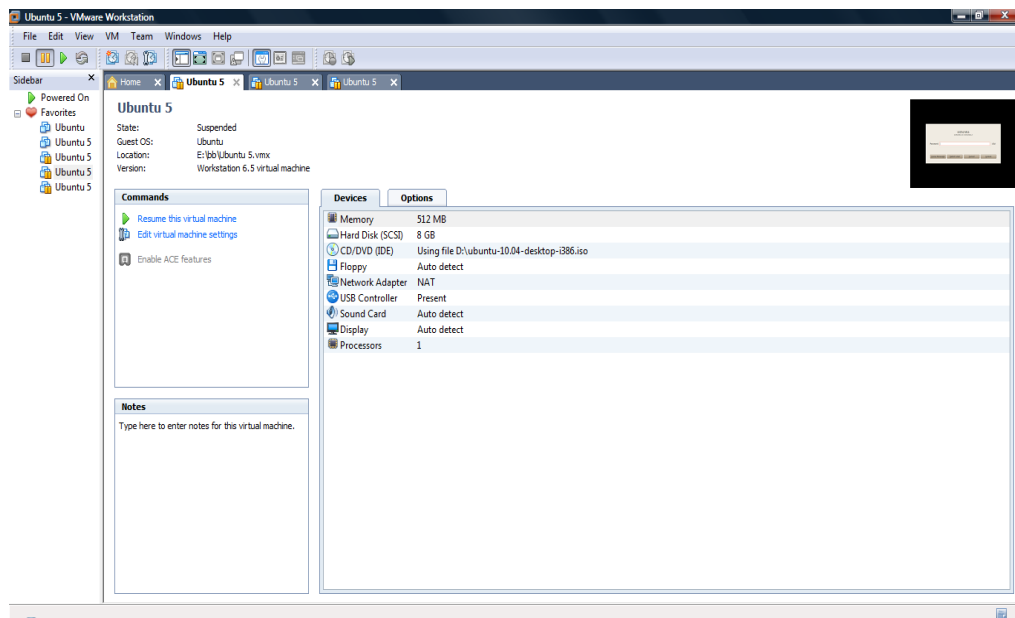 Ubuntu 5 - VMware Workstation
File Edit View VM Team Windows Help
Sidebar x
Home x Ubuntu 5 x Ubuntu 5 x Ubuntu 5 x
Powered On
Favorites
Ubuntu
Ubuntu 5
Ubuntu 5
Ubuntu 5
Ubuntu 5
Ubuntu 5
State: Suspended
Guest OS: Ubuntu
Location: E:\bb\Ubuntu 5.vmx
Version: Workstation 6.5 virtual machine
Commands
Resume this virtual machine
Edit virtual machine settings
Enable ACE features
Notes
Type here to enter notes for this virtual machine.
Devices Options
Memory 512 MB
Hard Disk (SCSI) 8 GB
CD/DVD (IDE) Using file D:\ubuntu-10.04-desktop-i386.iso
Floppy Auto detect
Network Adapter NAT
USB Controller Present
Sound Card Auto detect
Display Auto detect
Processors 1